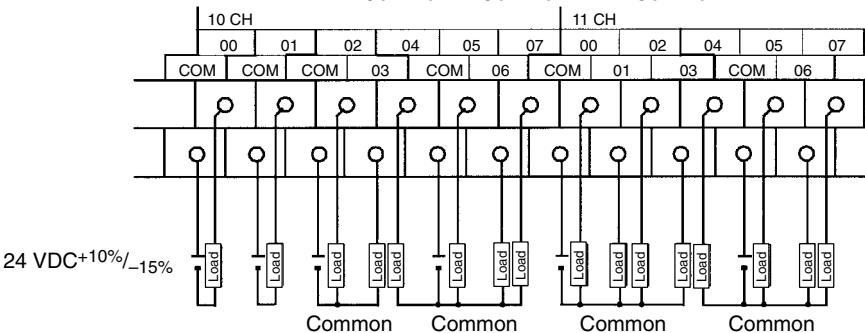 10 CH 11 CH
00 01 02 04 05 07 00 02 04 05 07
COM COM COM 03 COM 06 COM 01 03 COM 06
Load Load Load Load Load Load Load Load Load Load Load Load Load Load Load Load
24 VDC+10%/–15%
Common Common Common Common